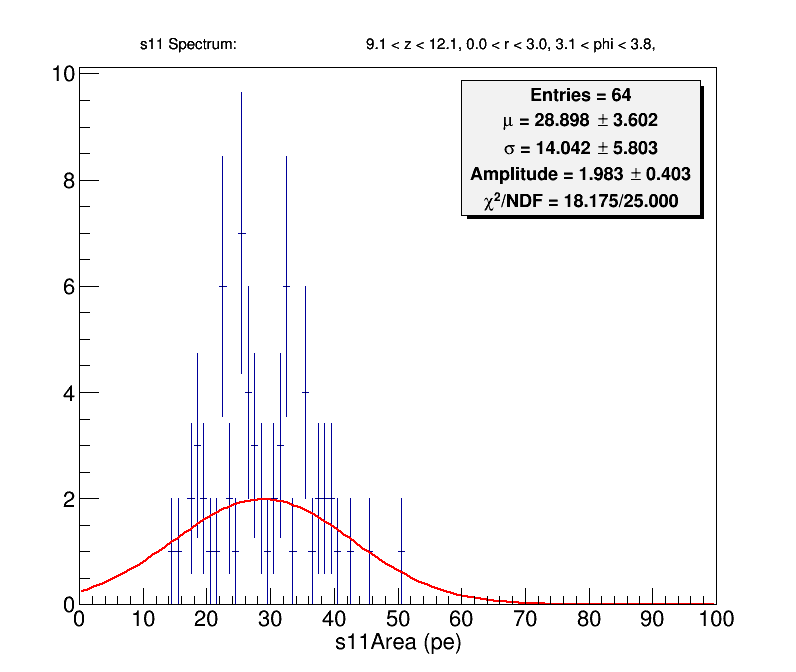 s11 Spectrum: 9.1 < z < 12.1, 0.0 < r < 3.0, 3.1 < phi < 3.8,
Entries = 64
μ = 28.898 ± 3.602
σ = 14.042 ± 5.803
Amplitude = 1.983 ± 0.403
χ²/NDF = 18.175/25.000
10
8
6
4
2
0
0 10 20 30 40 50 60 70 80 90 100
s11Area (pe)